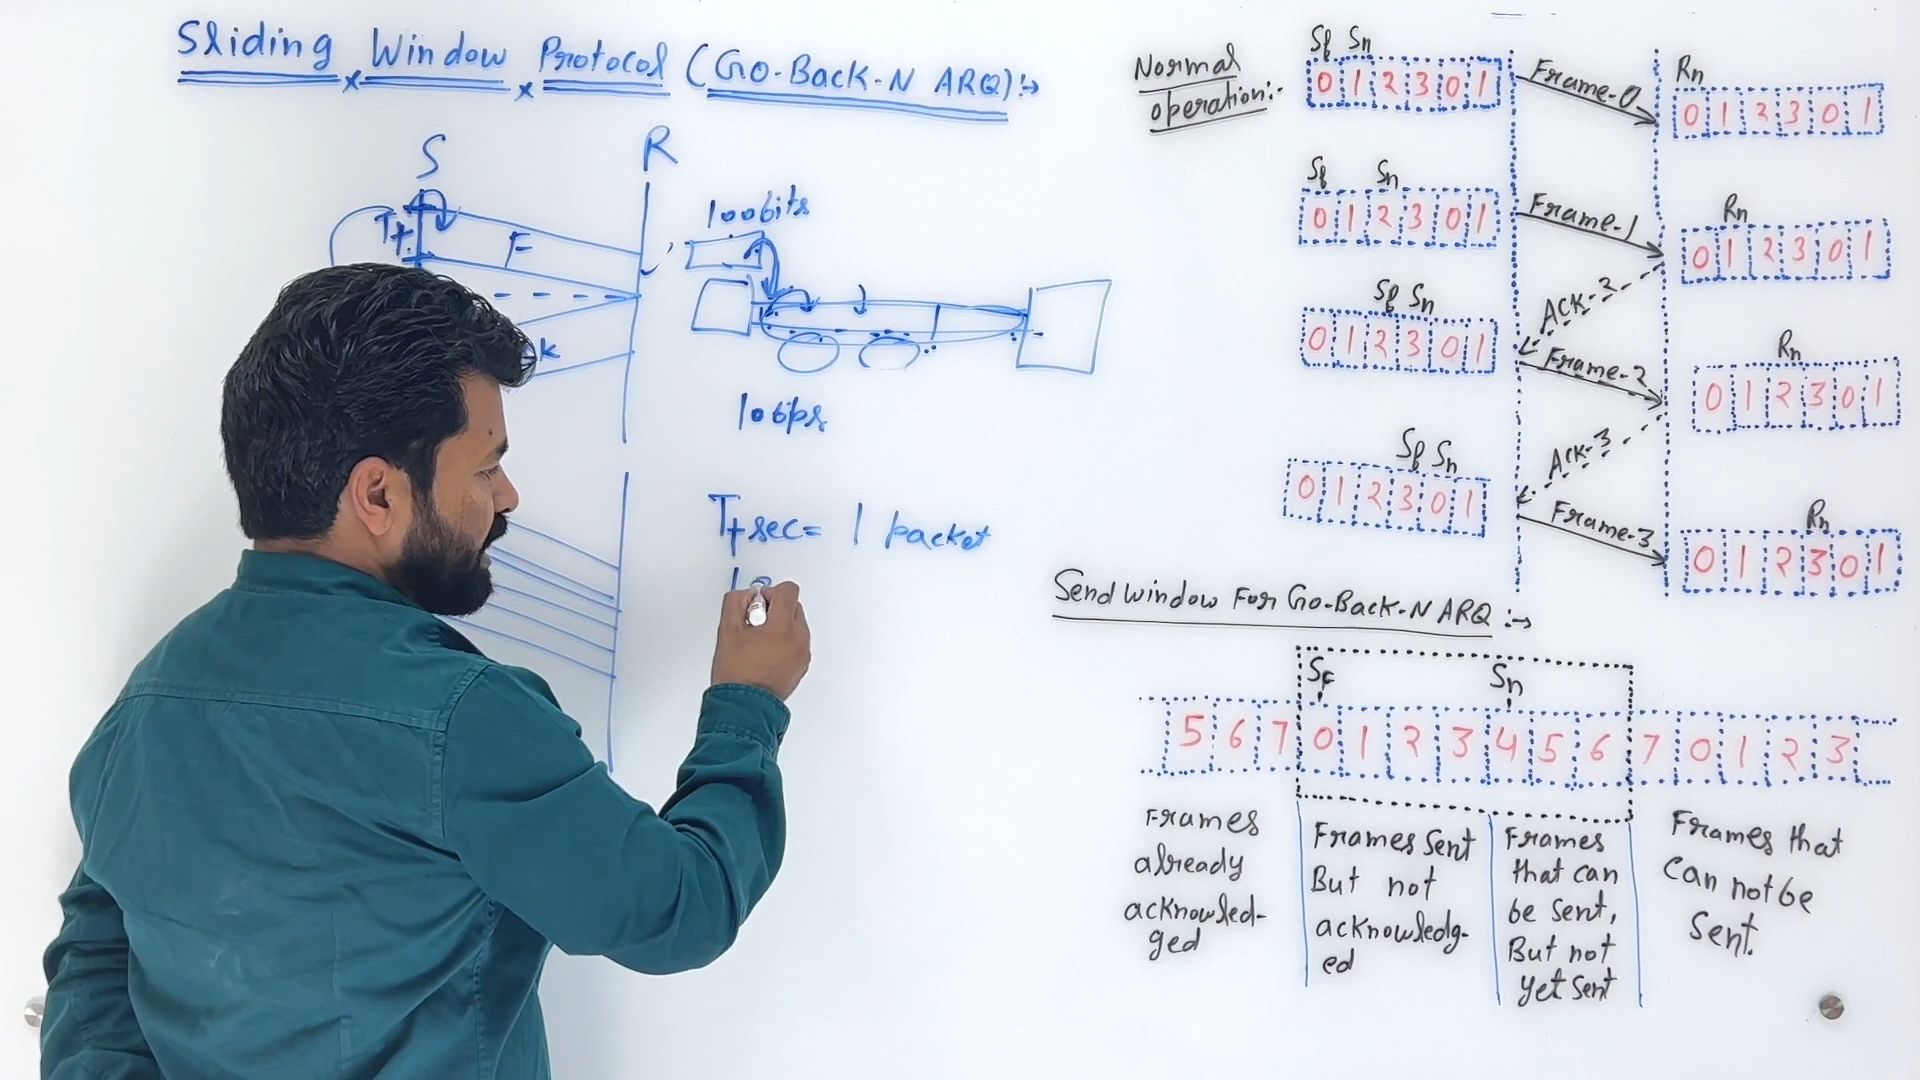 Sliding Window Protocol (Go-Back-N ARQ):→
S
R
Tt
F
K
100bits
10bps
Tt sec = 1 packet
1
Normal
operation:-
Sf Sn
0 1 2 3 0 1
Frame-0
Rn
0 1 2 3 0 1
Sf Sn
0 1 2 3 0 1
Frame-1
Rn
0 1 2 3 0 1
ACK-2
Sf Sn
0 1 2 3 0 1
Frame-2
Rn
0 1 2 3 0 1
ACK-3
Sf Sn
0 1 2 3 0 1
Frame-3
Rn
0 1 2 3 0 1
Send window For Go-Back-N ARQ :→
Sf Sn
5 6 7 0 1 2 3 4 5 6 7 0 1 2 3
Frames
already
acknowled-
ged
Frames Sent
But not
acknowledg-
ed
Frames
that can
be sent,
But not
yet sent
Frames that
Can not be
Sent.